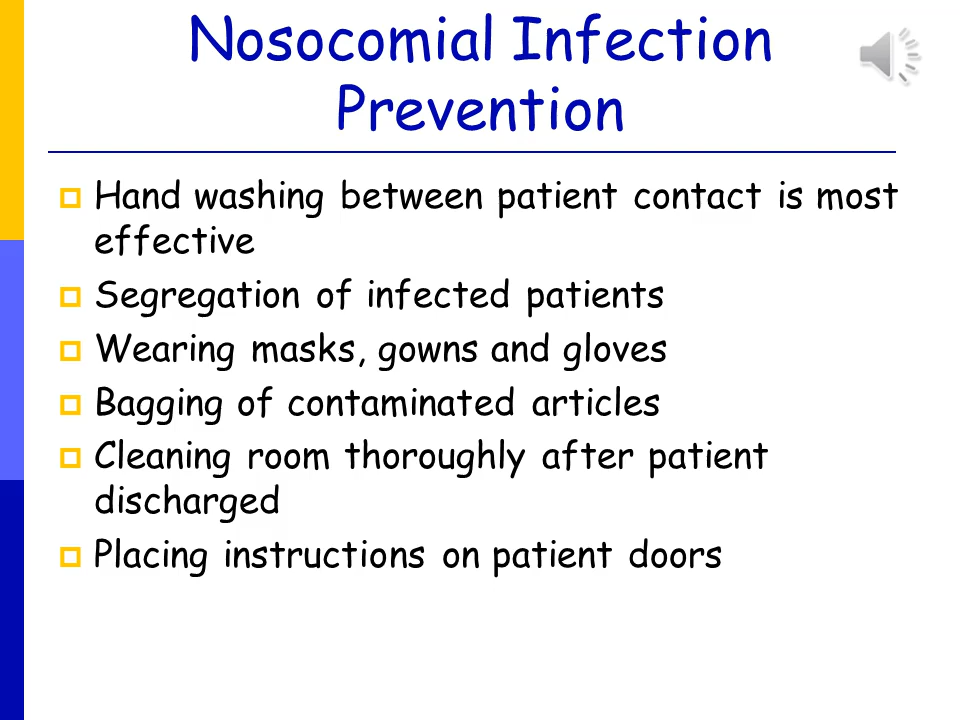 Nosocomial Infection
Prevention
Hand washing between patient contact is most
effective
Segregation of infected patients
Wearing masks, gowns and gloves
Bagging of contaminated articles
Cleaning room thoroughly after patient
discharged
Placing instructions on patient doors